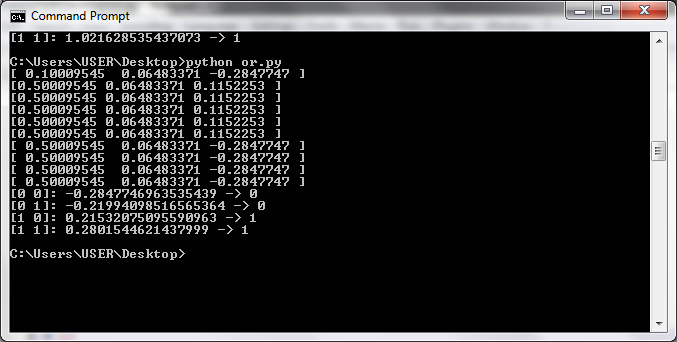 Command Prompt
[1 1]: 1.021628535437073 -> 1
C:\Users\USER\Desktop>python or.py
[ 0.10009545  0.06483371 -0.2847747 ]
[0.50009545 0.06483371 0.1152253 ]
[0.50009545 0.06483371 0.1152253 ]
[0.50009545 0.06483371 0.1152253 ]
[0.50009545 0.06483371 0.1152253 ]
[0.50009545 0.06483371 0.1152253 ]
[ 0.50009545  0.06483371 -0.2847747 ]
[ 0.50009545  0.06483371 -0.2847747 ]
[ 0.50009545  0.06483371 -0.2847747 ]
[ 0.50009545  0.06483371 -0.2847747 ]
[0 0]: -0.2847746963535439 -> 0
[0 1]: -0.21994098516565364 -> 0
[1 0]: 0.21532075095590963 -> 1
[1 1]: 0.2801544621437999 -> 1
C:\Users\USER\Desktop>